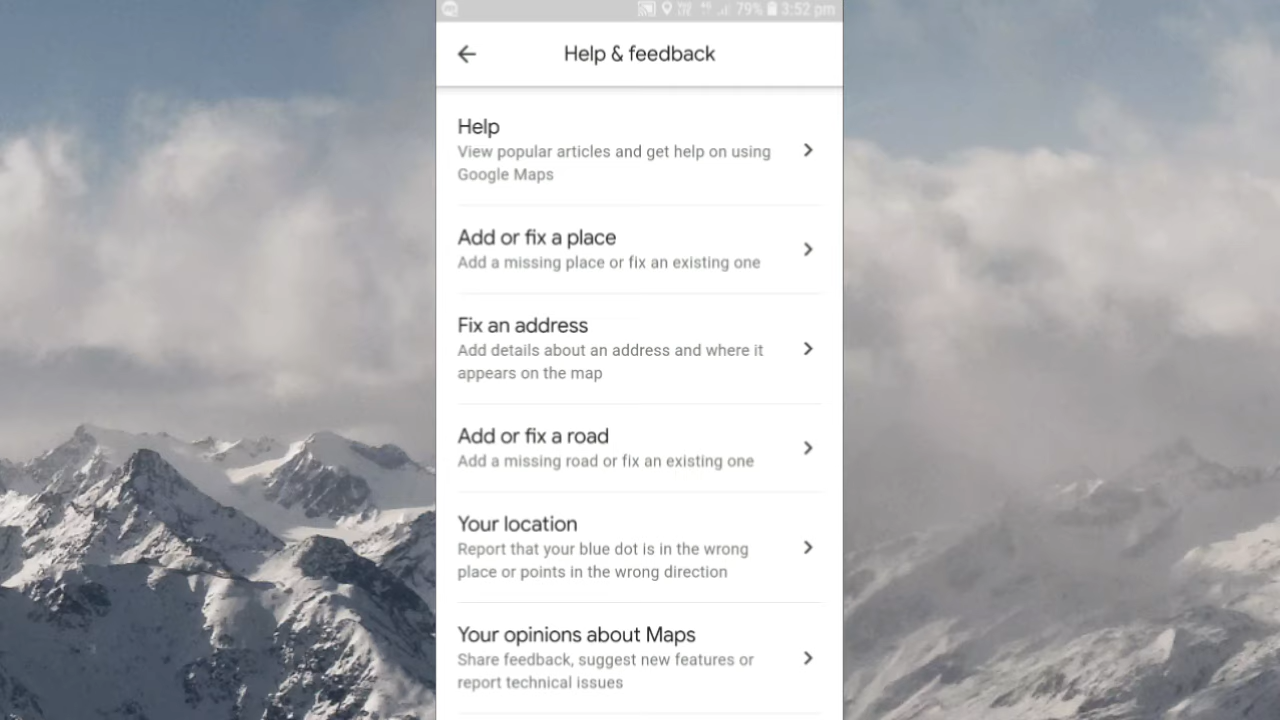 79% 3:52 pm
Help & feedback
Help
View popular articles and get help on using
Google Maps
Add or fix a place
Add a missing place or fix an existing one
Fix an address
Add details about an address and where it
appears on the map
Add or fix a road
Add a missing road or fix an existing one
Your location
Report that your blue dot is in the wrong
place or points in the wrong direction
Your opinions about Maps
Share feedback, suggest new features or
report technical issues